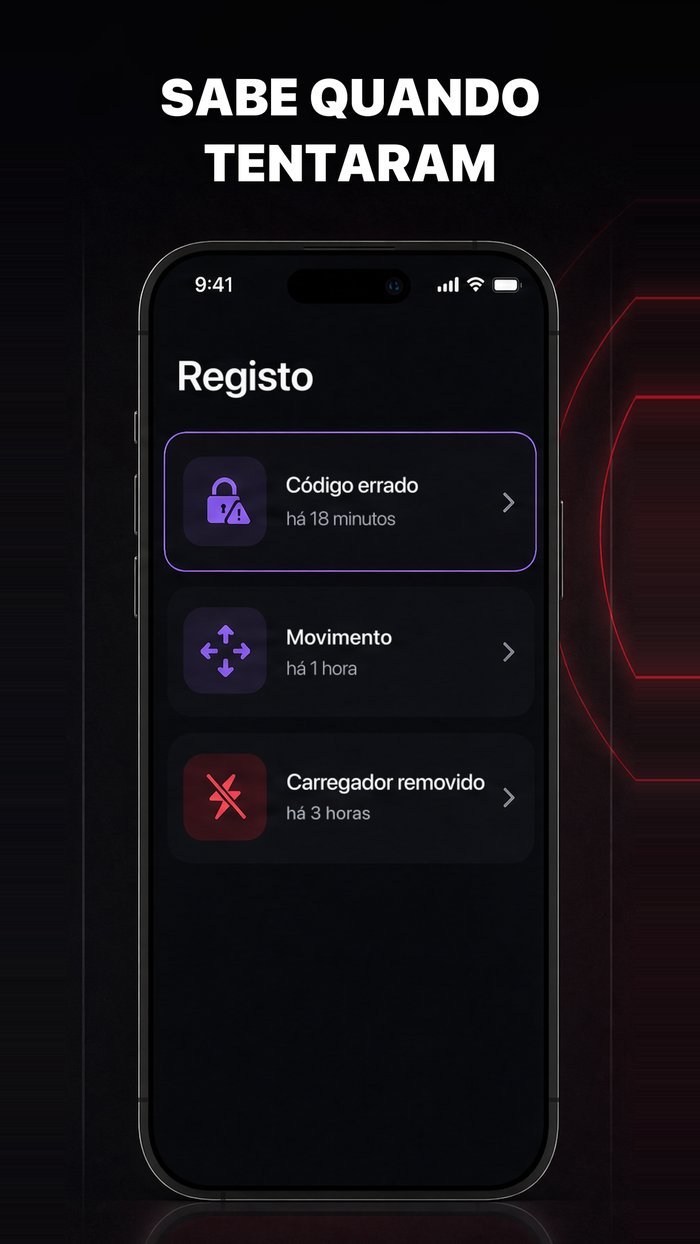 SABE QUANDO
TENTARAM
9:41
Registo
Código errado
há 18 minutos
Movimento
há 1 hora
Carregador removido
há 3 horas